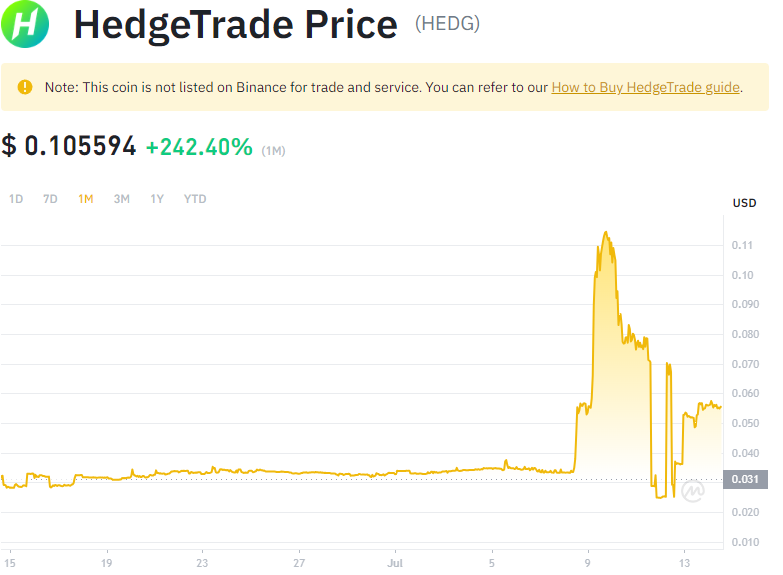 HedgeTrade Price (HEDG)
Note: This coin is not listed on Binance for trade and service. You can refer to our How to Buy HedgeTrade guide.
$ 0.105594 +242.40% (1M)
1D 7D 1M 3M 1Y YTD
USD
0.11
0.10
0.090
0.080
0.070
0.060
0.050
0.040
0.031
0.020
0.010
15 19 23 27 Jul 5 9 13